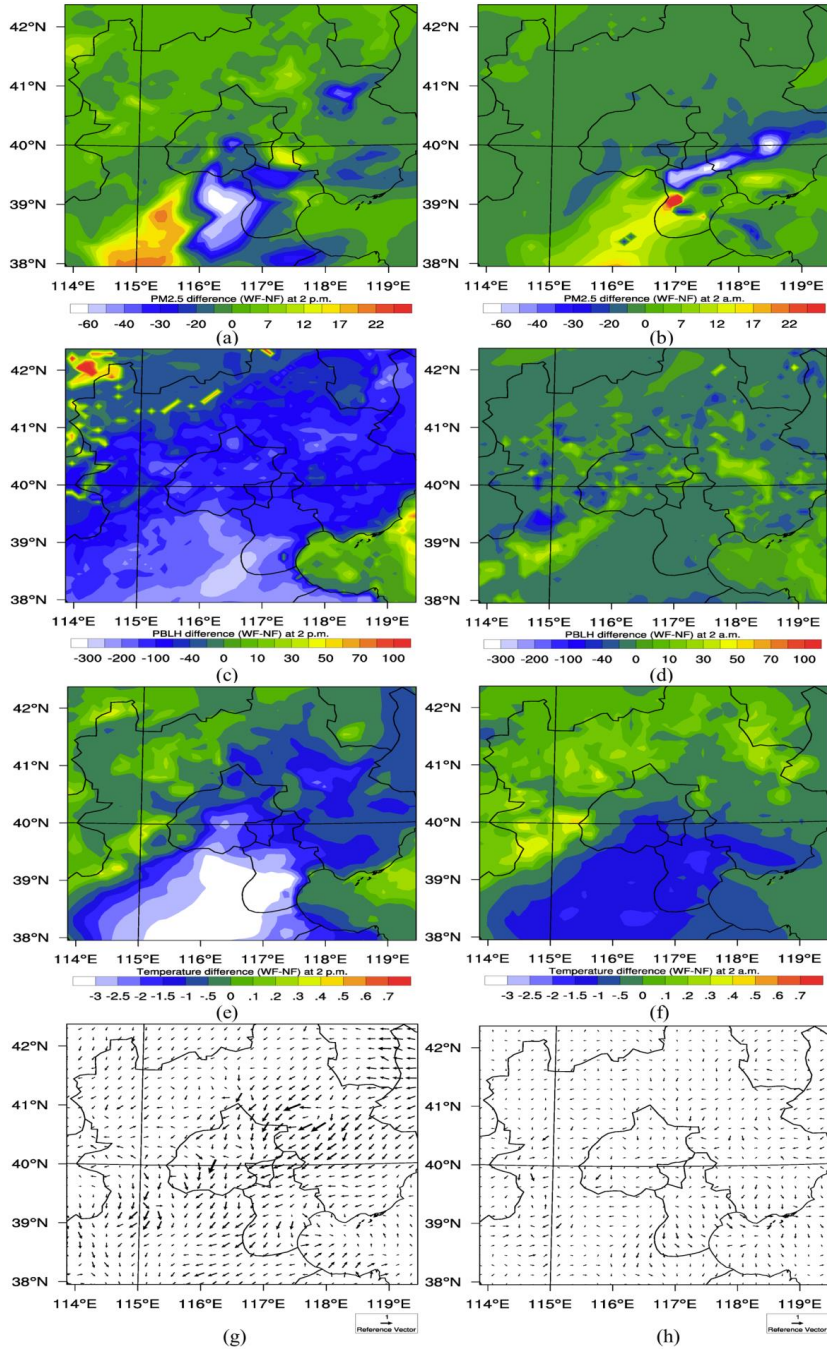 42°N 42°N
41°N 41°N
40°N 40°N
39°N 39°N
38°N 38°N
114°E 115°E 116°E 117°E 118°E 119°E 114°E 115°E 116°E 117°E 118°E 119°E
PM2.5 difference (WF-NF) at 2 p.m. PM2.5 difference (WF-NF) at 2 a.m.
-60 -40 -30 -20 0 7 12 17 22 -60 -40 -30 -20 0 7 12 17 22
(a) (b)
42°N 42°N
41°N 41°N
40°N 40°N
39°N 39°N
38°N 38°N
114°E 115°E 116°E 117°E 118°E 119°E 114°E 115°E 116°E 117°E 118°E 119°E
PBLH difference (WF-NF) at 2 p.m. PBLH difference (WF-NF) at 2 a.m.
-300 -200 -100 -40 0 10 30 50 70 100 -300 -200 -100 -40 0 10 30 50 70 100
(c) (d)
42°N 42°N
41°N 41°N
40°N 40°N
39°N 39°N
38°N 38°N
114°E 115°E 116°E 117°E 118°E 119°E 114°E 115°E 116°E 117°E 118°E 119°E
Temperature difference (WF-NF) at 2 p.m. Temperature difference (WF-NF) at 2 a.m.
-3 -2.5 -2 -1.5 -1 -.5 0 .1 .2 .3 .4 .5 .6 .7 -3 -2.5 -2 -1.5 -1 -.5 0 .1 .2 .3 .4 .5 .6 .7
(e) (f)
42°N 42°N
41°N 41°N
40°N 40°N
39°N 39°N
38°N 38°N
114°E 115°E 116°E 117°E 118°E 119°E 114°E 115°E 116°E 117°E 118°E 119°E
1 1
Reference Vector Reference Vector
(g) (h)